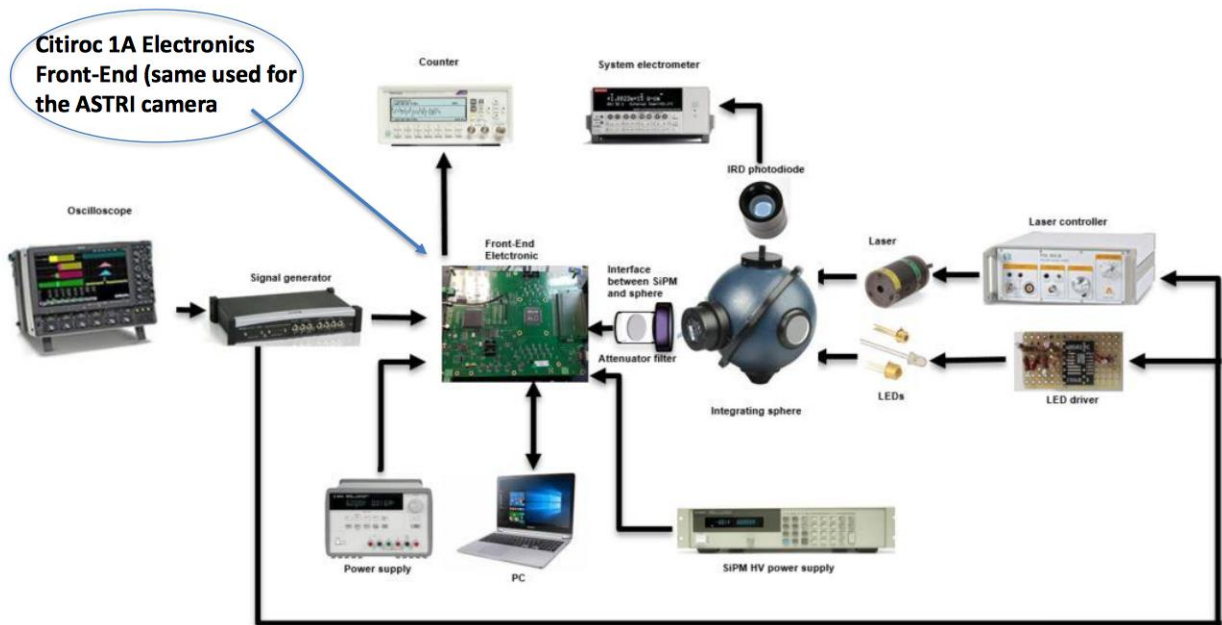 Citiroc 1A Electronics
Front-End (same used for
the ASTRI camera
Counter
System electrometer
IRD photodiode
Oscilloscope
Signal generator
Front-End
Eletctronic
Interface
between SiPM
and sphere
Attenuator filter
Laser
Laser controller
Integrating sphere
LEDs
LED driver
Power supply
PC
SiPM HV power supply